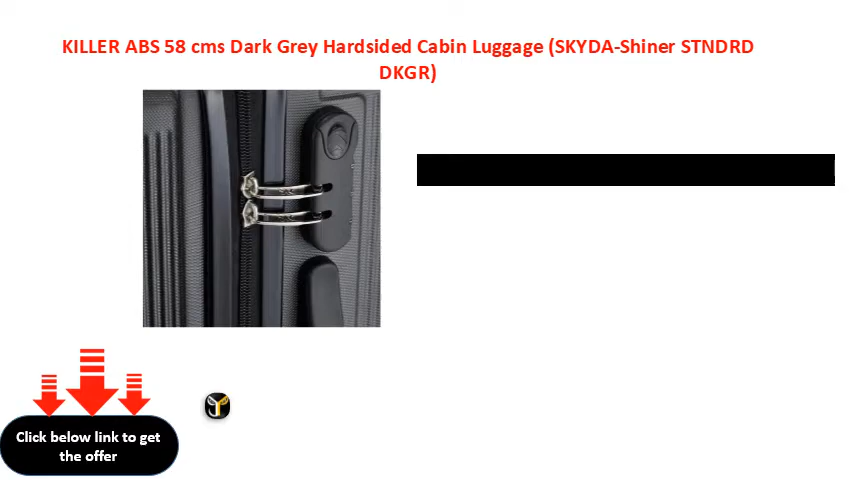 KILLER ABS 58 cms Dark Grey Hardsided Cabin Luggage (SKYDA-Shiner STNDRD
DKGR)
Click below link to get
the offer